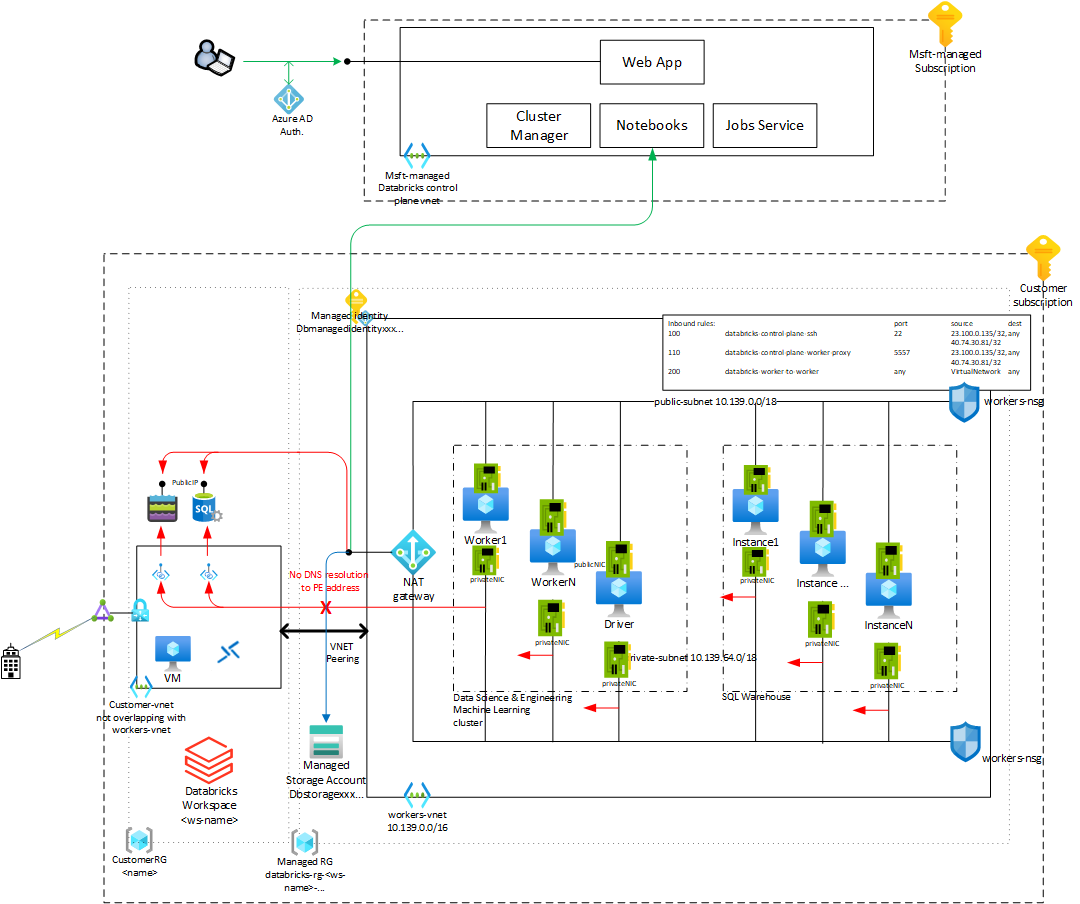 Msft-managed
Subscription
Web App
Cluster
Manager
Notebooks
Jobs Service
Azure AD
Auth.
Msft-managed
Databricks control
plane vnet
Customer
subscription
Managed identity
Dbmanagedidentityxxx...
Inbound rules: port source dest
100 databricks-control-plane-ssh 22 23.100.0.135/32, any
40.74.30.81/32
110 databricks-control-plane-worker-proxy 5557 23.100.0.135/32, any
40.74.30.81/32
200 databricks-worker-to-worker any VirtualNetwork any
public-subnet 10.139.0.0/18
workers-nsg
PublicIP
SQL
Worker1
privateNIC
WorkerN
privateNIC
publicNIC
Driver
privateNIC
Instance1
privateNIC
Instance ...
privateNIC
InstanceN
privateNIC
NAT
gateway
No DNS resolution
to PE address
X
VNET
Peering
rivate-subnet 10.139.64.0/18
VM
Data Science & Engineering
Machine Learning
cluster
SQL Warehouse
Customer-vnet
not overlapping with
workers-vnet
workers-nsg
Managed
Storage Account
Dbstoragexxx...
Databricks
Workspace
<ws-name>
workers-vnet
10.139.0.0/16
CustomerRG
<name>
Managed RG
databricks-rg-<ws-
name>-...